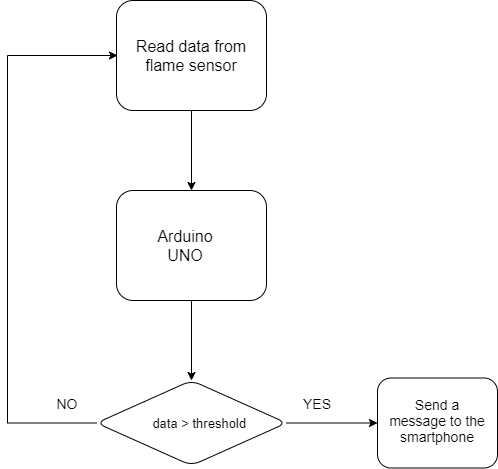 Read data from
flame sensor
Arduino
UNO
NO
data > threshold
YES
Send a
message to the
smartphone